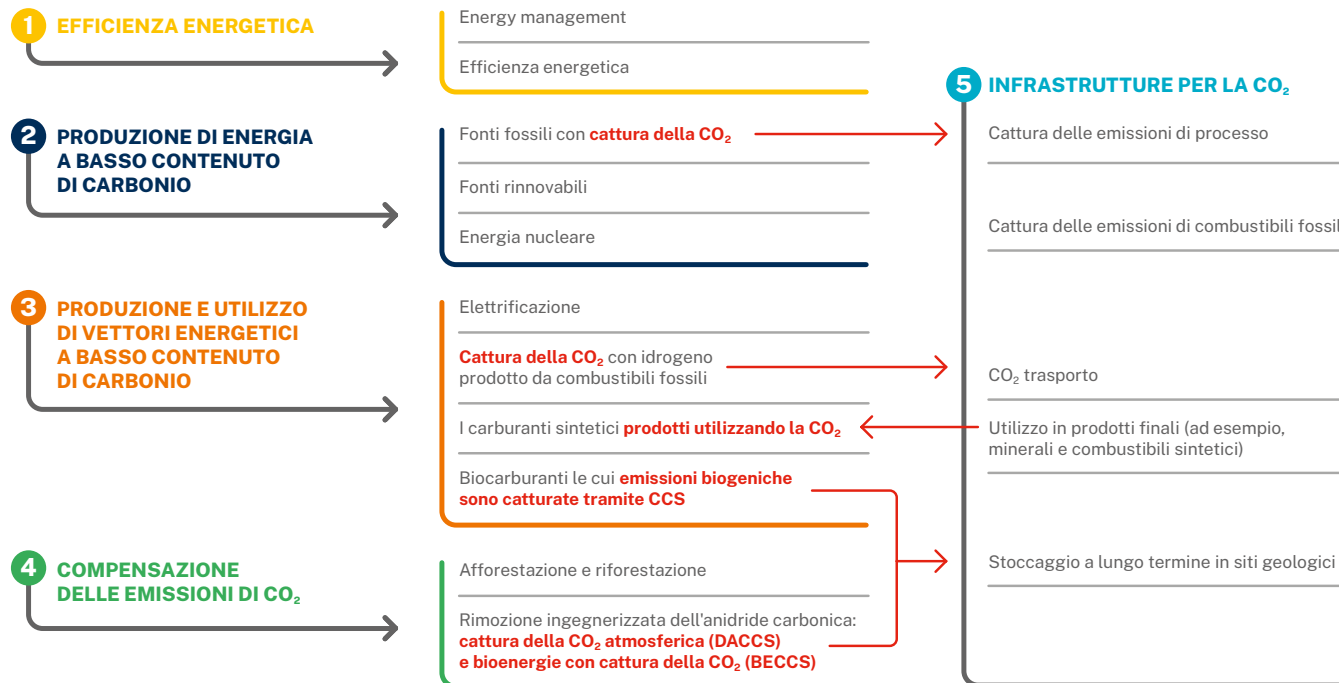 1 EFFICIENZA ENERGETICA
Energy management
Efficienza energetica
2 PRODUZIONE DI ENERGIA
A BASSO CONTENUTO
DI CARBONIO
Fonti fossili con cattura della CO₂
Fonti rinnovabili
Energia nucleare
3 PRODUZIONE E UTILIZZO
DI VETTORI ENERGETICI
A BASSO CONTENUTO
DI CARBONIO
Elettrificazione
Cattura della CO₂ con idrogeno
prodotto da combustibili fossili
I carburanti sintetici prodotti utilizzando la CO₂
Biocarburanti le cui emissioni biogeniche
sono catturate tramite CCS
4 COMPENSAZIONE
DELLE EMISSIONI DI CO₂
Afforestazione e riforestazione
Rimozione ingegnerizzata dell'anidride carbonica:
cattura della CO₂ atmosferica (DACCS)
e bioenergie con cattura della CO₂ (BECCS)
5 INFRASTRUTTURE PER LA CO₂
Cattura delle emissioni di processo
Cattura delle emissioni di combustibili fossil
CO₂ trasporto
Utilizzo in prodotti finali (ad esempio,
minerali e combustibili sintetici)
Stoccaggio a lungo termine in siti geologici